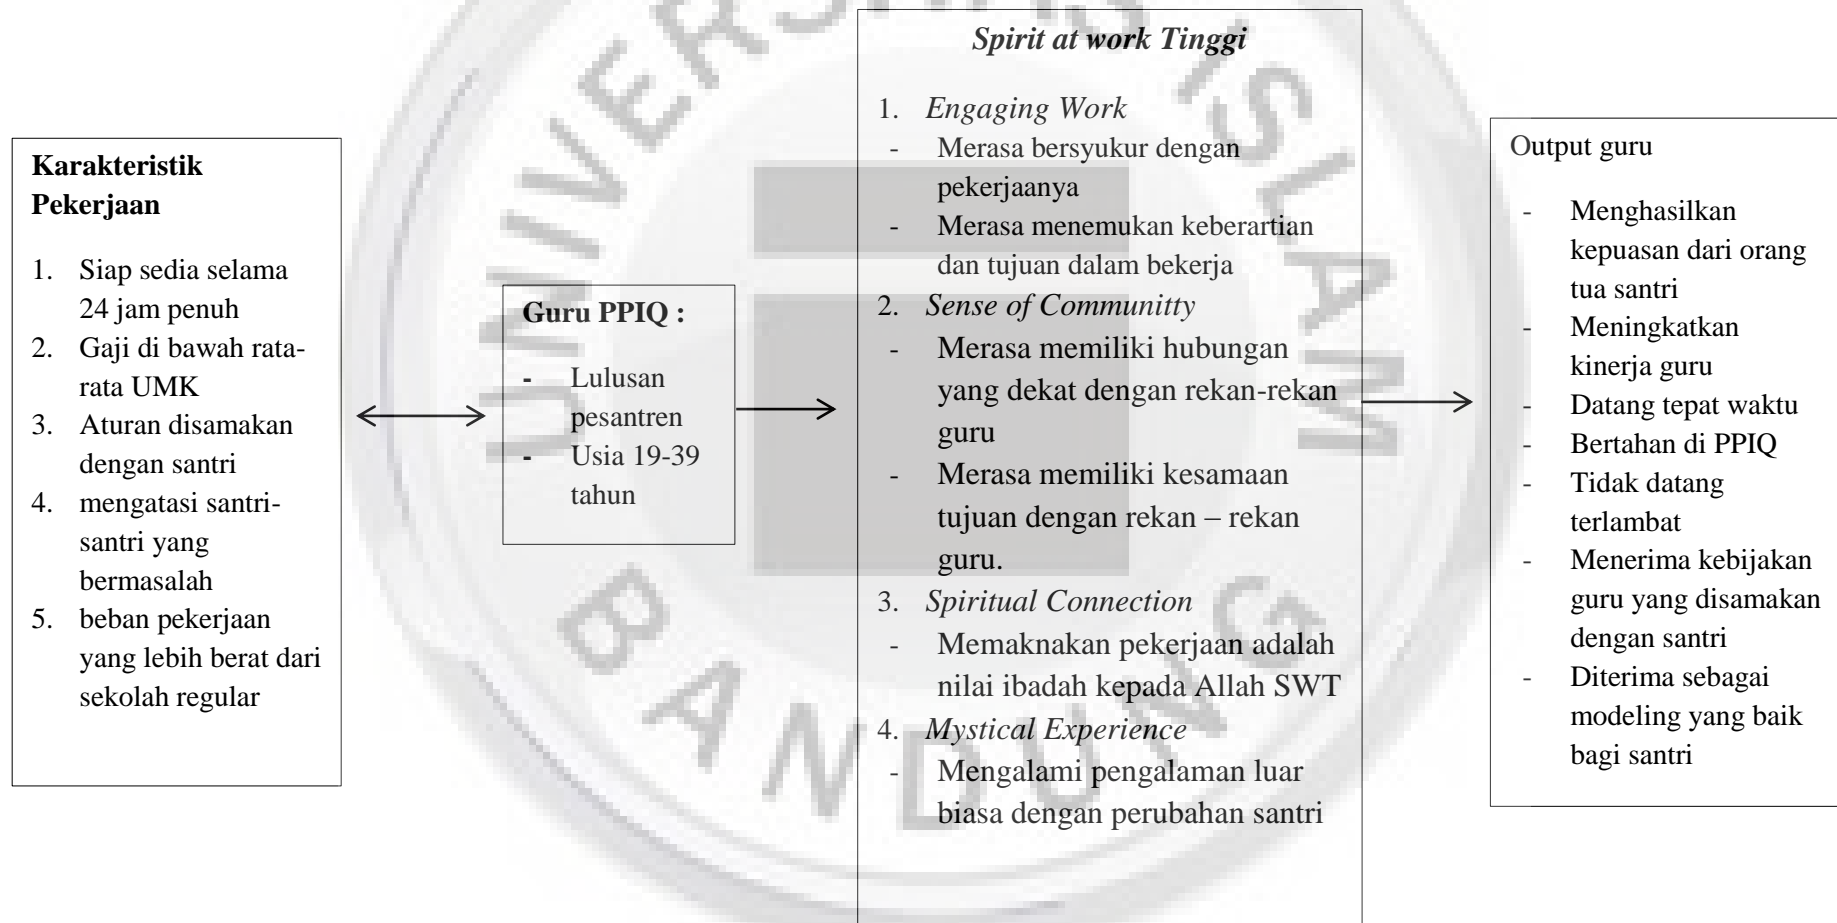 UNIVERSITAS ISLAM
BANDUNG
Karakteristik
Pekerjaan
1. Siap sedia selama
24 jam penuh
2. Gaji di bawah rata-
rata UMK
3. Aturan disamakan
dengan santri
4. mengatasi santri-
santri yang
bermasalah
5. beban pekerjaan
yang lebih berat dari
sekolah regular
Guru PPIQ :
- Lulusan
pesantren
- Usia 19-39
tahun
Spirit at work Tinggi
1. Engaging Work
- Merasa bersyukur dengan
pekerjaanya
- Merasa menemukan keberartian
dan tujuan dalam bekerja
2. Sense of Communitty
- Merasa memiliki hubungan
yang dekat dengan rekan-rekan
guru
- Merasa memiliki kesamaan
tujuan dengan rekan – rekan
guru.
3. Spiritual Connection
- Memaknakan pekerjaan adalah
nilai ibadah kepada Allah SWT
4. Mystical Experience
- Mengalami pengalaman luar
biasa dengan perubahan santri
Output guru
- Menghasilkan
kepuasan dari orang
tua santri
- Meningkatkan
kinerja guru
- Datang tepat waktu
- Bertahan di PPIQ
- Tidak datang
terlambat
- Menerima kebijakan
guru yang disamakan
dengan santri
- Diterima sebagai
modeling yang baik
bagi santri